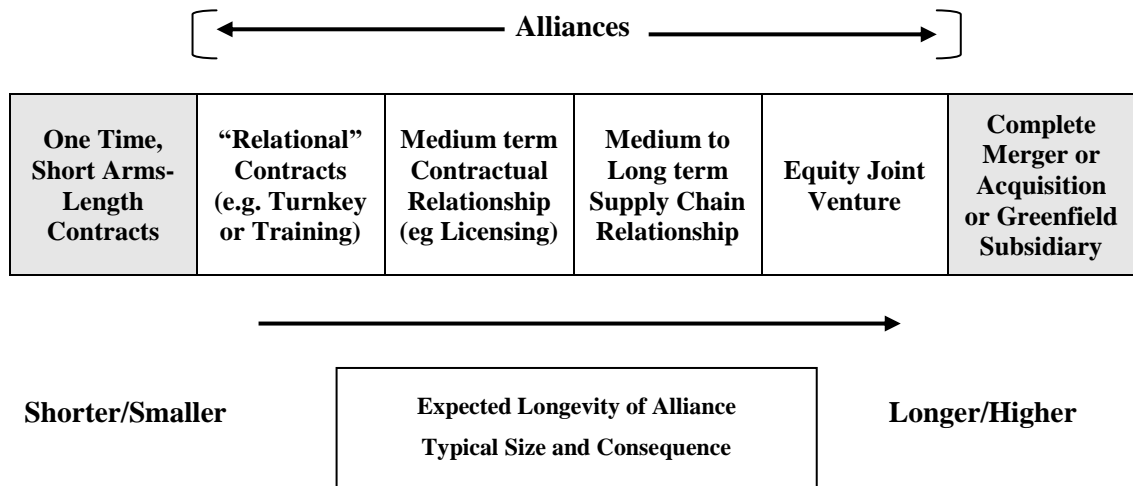 Alliances
One Time,
Short Arms-
Length
Contracts
“Relational”
Contracts
(e.g. Turnkey
or Training)
Medium term
Contractual
Relationship
(eg Licensing)
Medium to
Long term
Supply Chain
Relationship
Equity Joint
Venture
Complete
Merger or
Acquisition
or Greenfield
Subsidiary
Shorter/Smaller
Expected Longevity of Alliance
Typical Size and Consequence
Longer/Higher